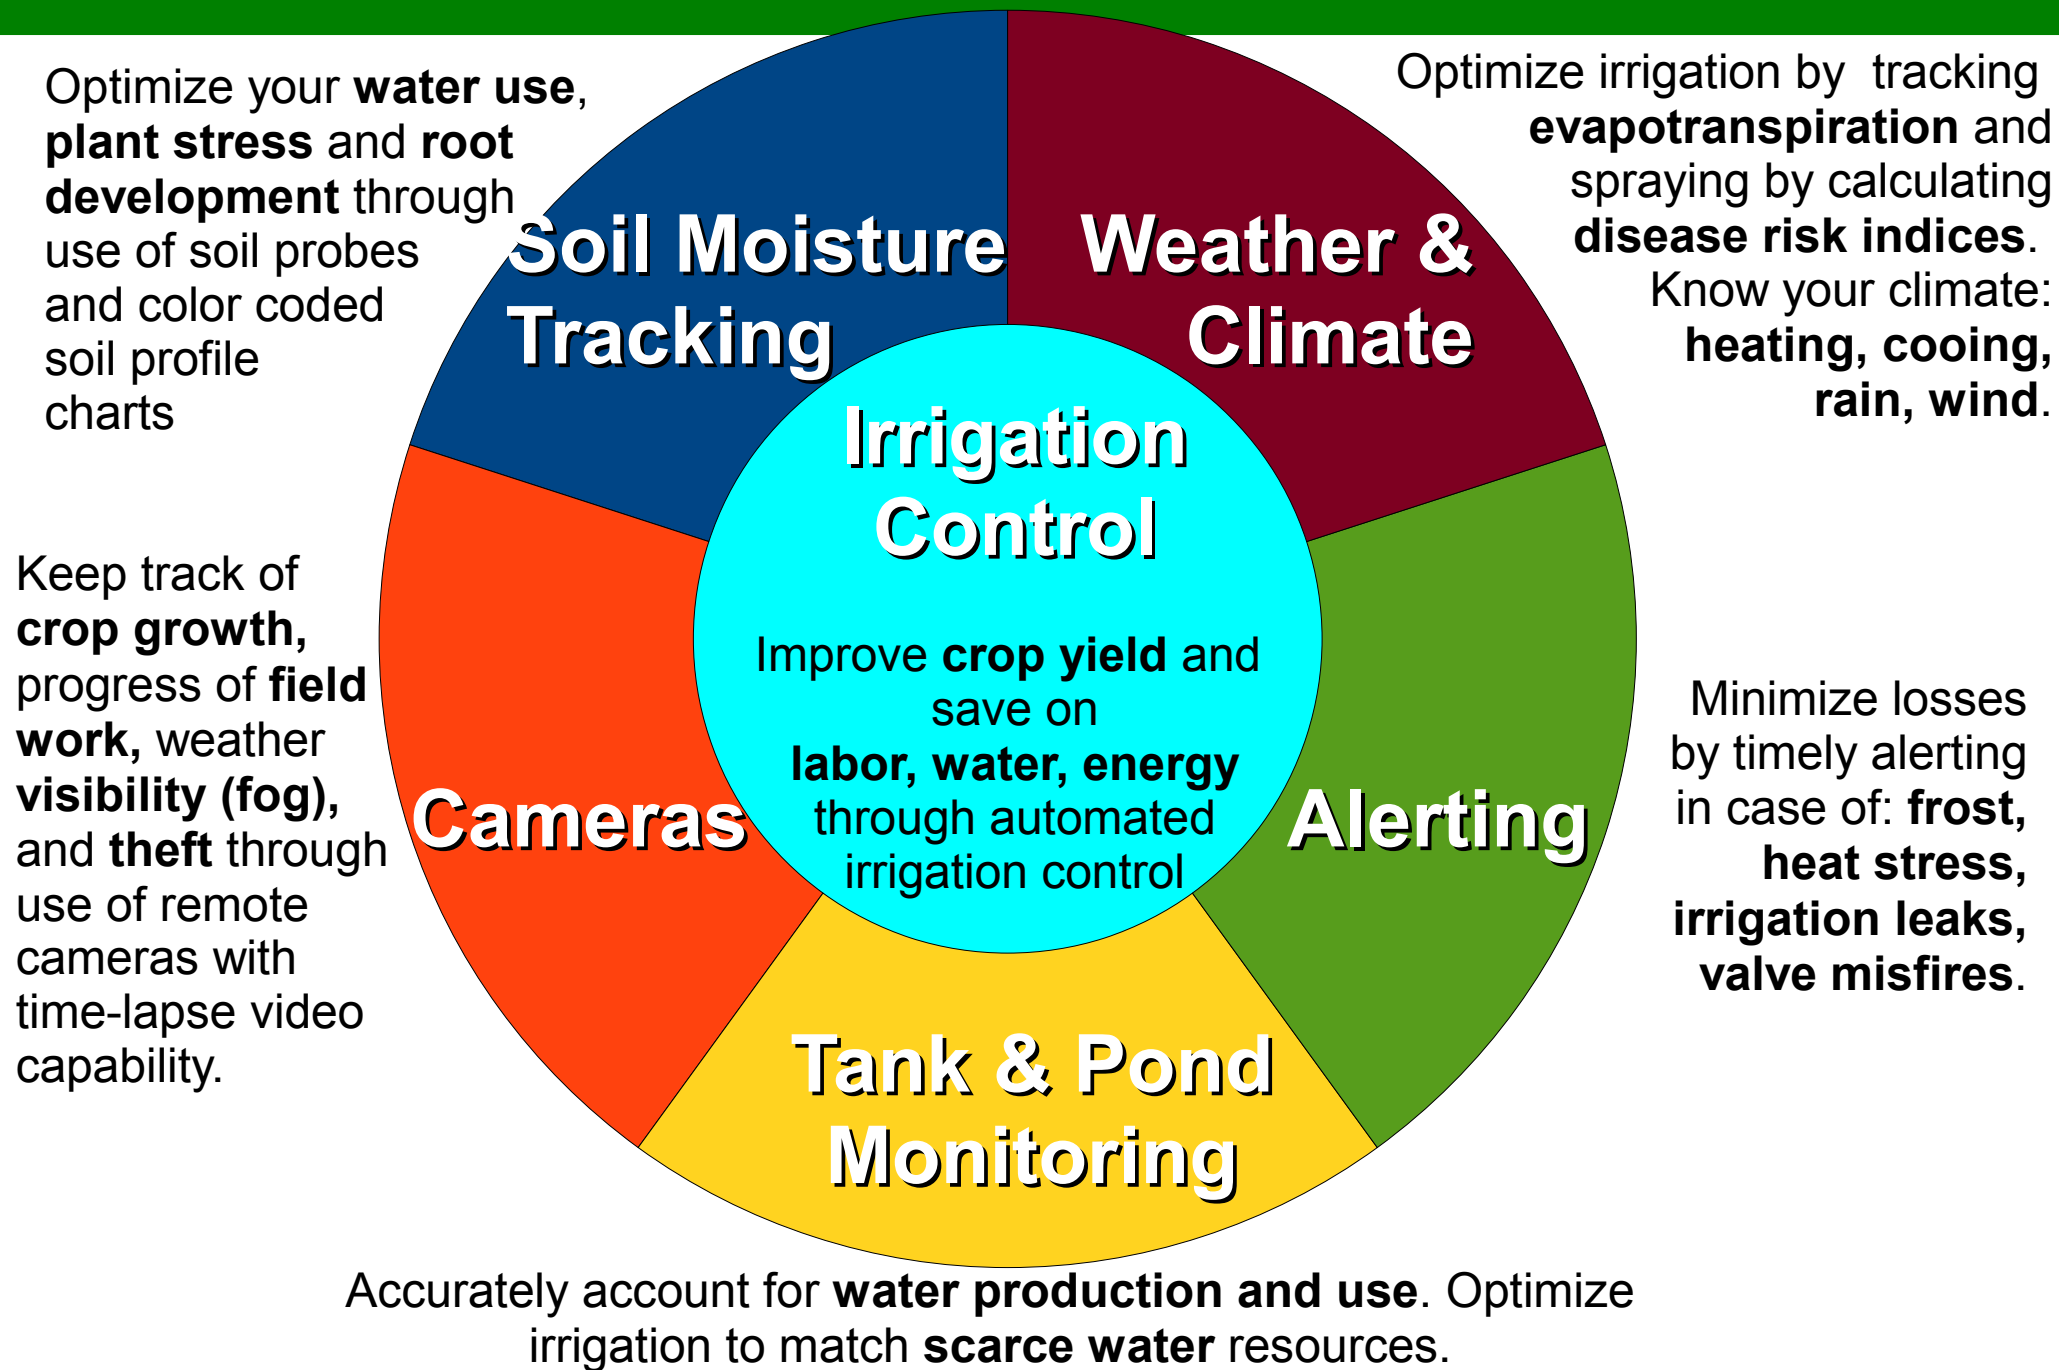 Optimize your water use,
plant stress and root
development through
use of soil probes
and color coded
soil profile
charts
Soil Moisture
Tracking
Weather &
Climate
Optimize irrigation by tracking
evapotranspiration and
spraying by calculating
disease risk indices.
Know your climate:
heating, cooing,
rain, wind.
Irrigation
Control
Improve crop yield and
save on
labor, water, energy
through automated
irrigation control
Keep track of
crop growth,
progress of field
work, weather
visibility (fog),
and theft through
use of remote
cameras with
time-lapse video
capability.
Cameras
Alerting
Minimize losses
by timely alerting
in case of: frost,
heat stress,
irrigation leaks,
valve misfires.
Tank & Pond
Monitoring
Accurately account for water production and use. Optimize
irrigation to match scarce water resources.